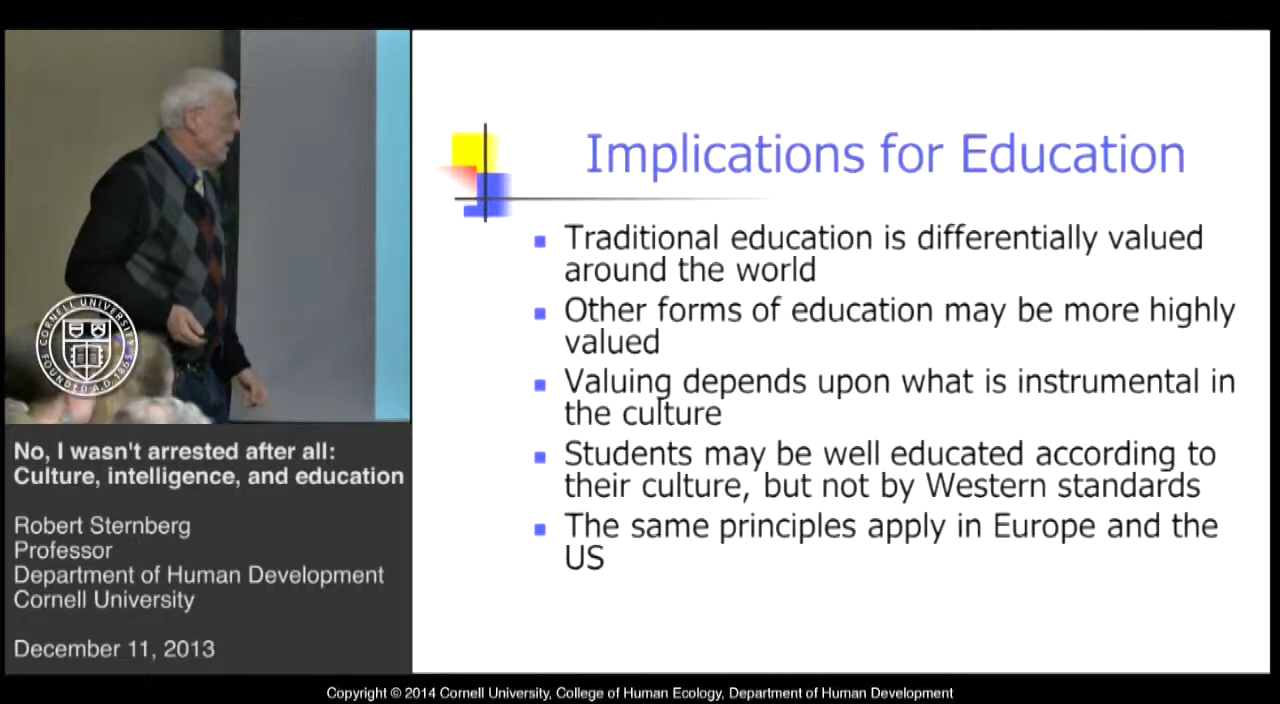 Implications for Education
Traditional education is differentially valued
around the world
Other forms of education may be more highly
valued
Valuing depends upon what is instrumental in
the culture
Students may be well educated according to
their culture, but not by Western standards
The same principles apply in Europe and the
US
CORNELL UNIVERSITY
FOUNDED A.D. 1865
No, I wasn't arrested after all:
Culture, intelligence, and education
Robert Sternberg
Professor
Department of Human Development
Cornell University
December 11, 2013
Copyright © 2014 Cornell University, College of Human Ecology, Department of Human Development